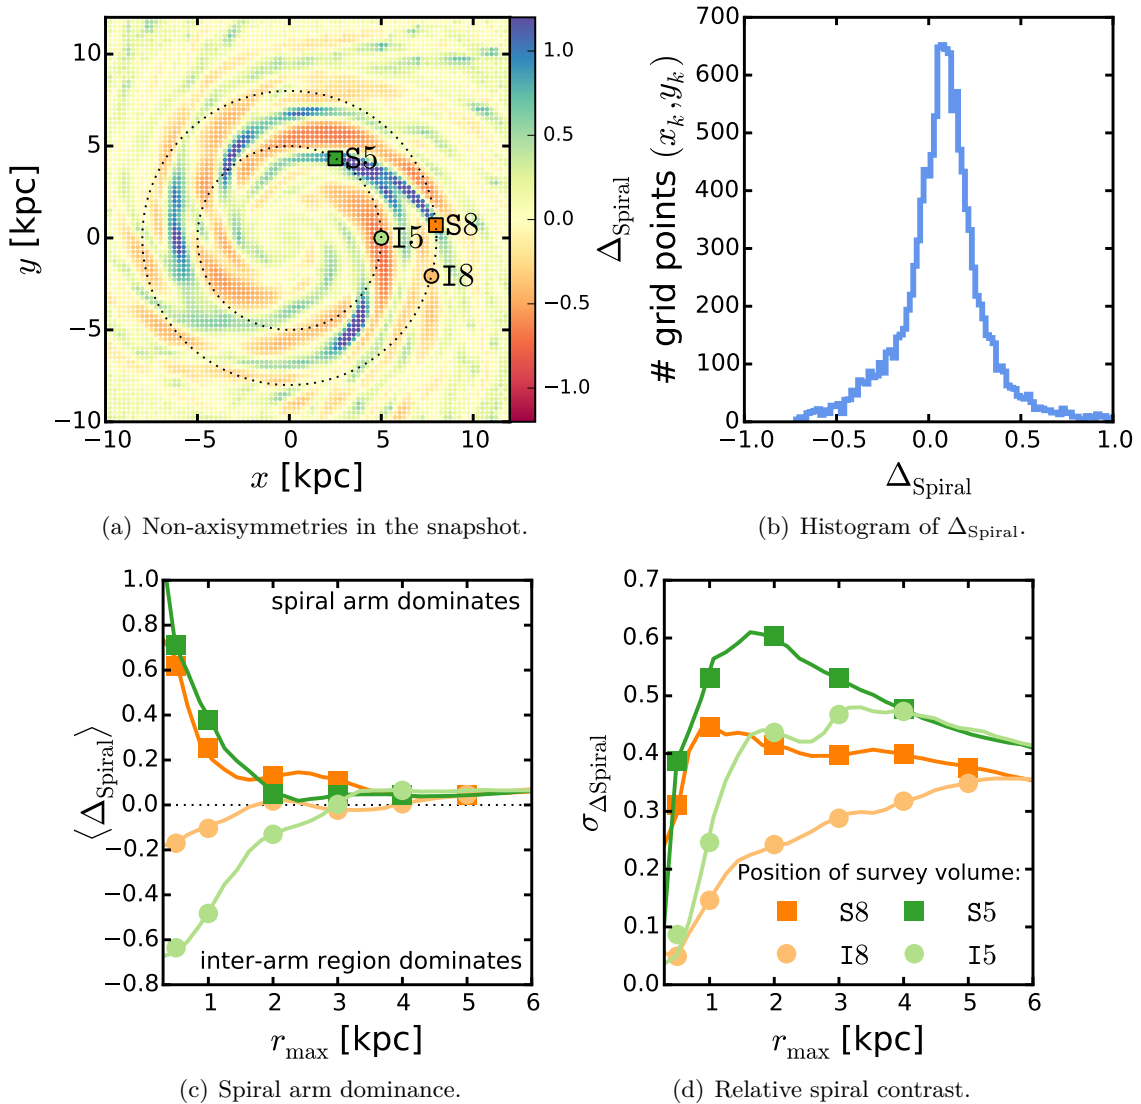 10
5
0
−5
−10
−10
−5
0
5
10
y [kpc]
x [kpc]
S5
I5
S8
I8
1.0
0.5
0.0
−0.5
−1.0
Δ_Spiral
(a) Non-axisymmetries in the snapshot.
700
600
500
400
300
200
100
0
−1.0
−0.5
0.0
0.5
1.0
# grid points (x_k, y_k)
Δ_Spiral
(b) Histogram of Δ_Spiral.
1.0
0.8
0.6
0.4
0.2
0.0
−0.2
−0.4
−0.6
−0.8
1
2
3
4
5
6
spiral arm dominates
inter-arm region dominates
⟨Δ_Spiral⟩
r_max [kpc]
(c) Spiral arm dominance.
0.7
0.6
0.5
0.4
0.3
0.2
0.1
0.0
1
2
3
4
5
6
σ_ΔSpiral
Position of survey volume:
S8 S5
I8 I5
r_max [kpc]
(d) Relative spiral contrast.